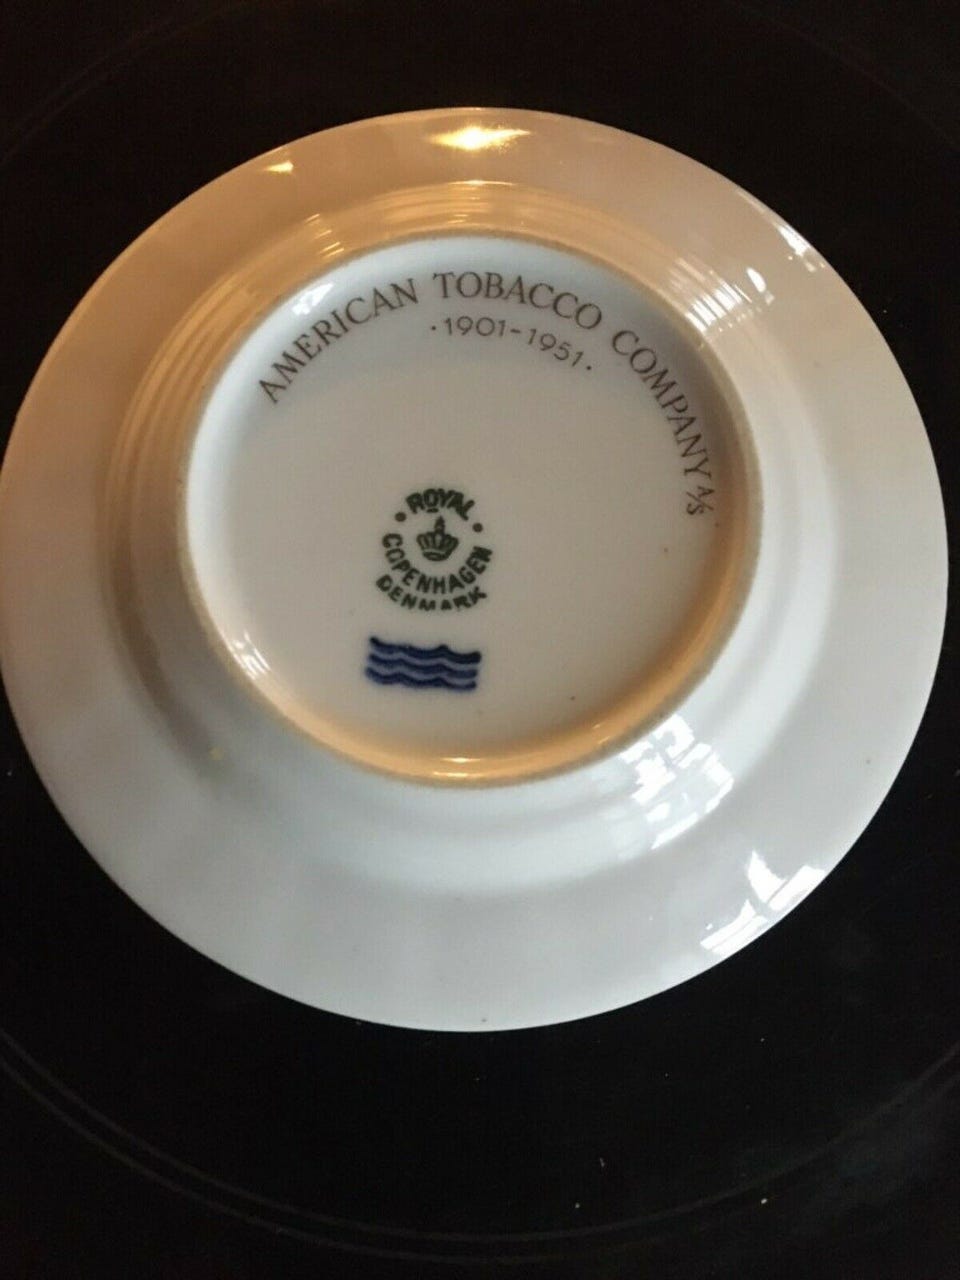 AMERICAN TOBACCO COMPANY A/S
·1901-1951·
· ROYAL ·
COPENHAGEN
DENMARK